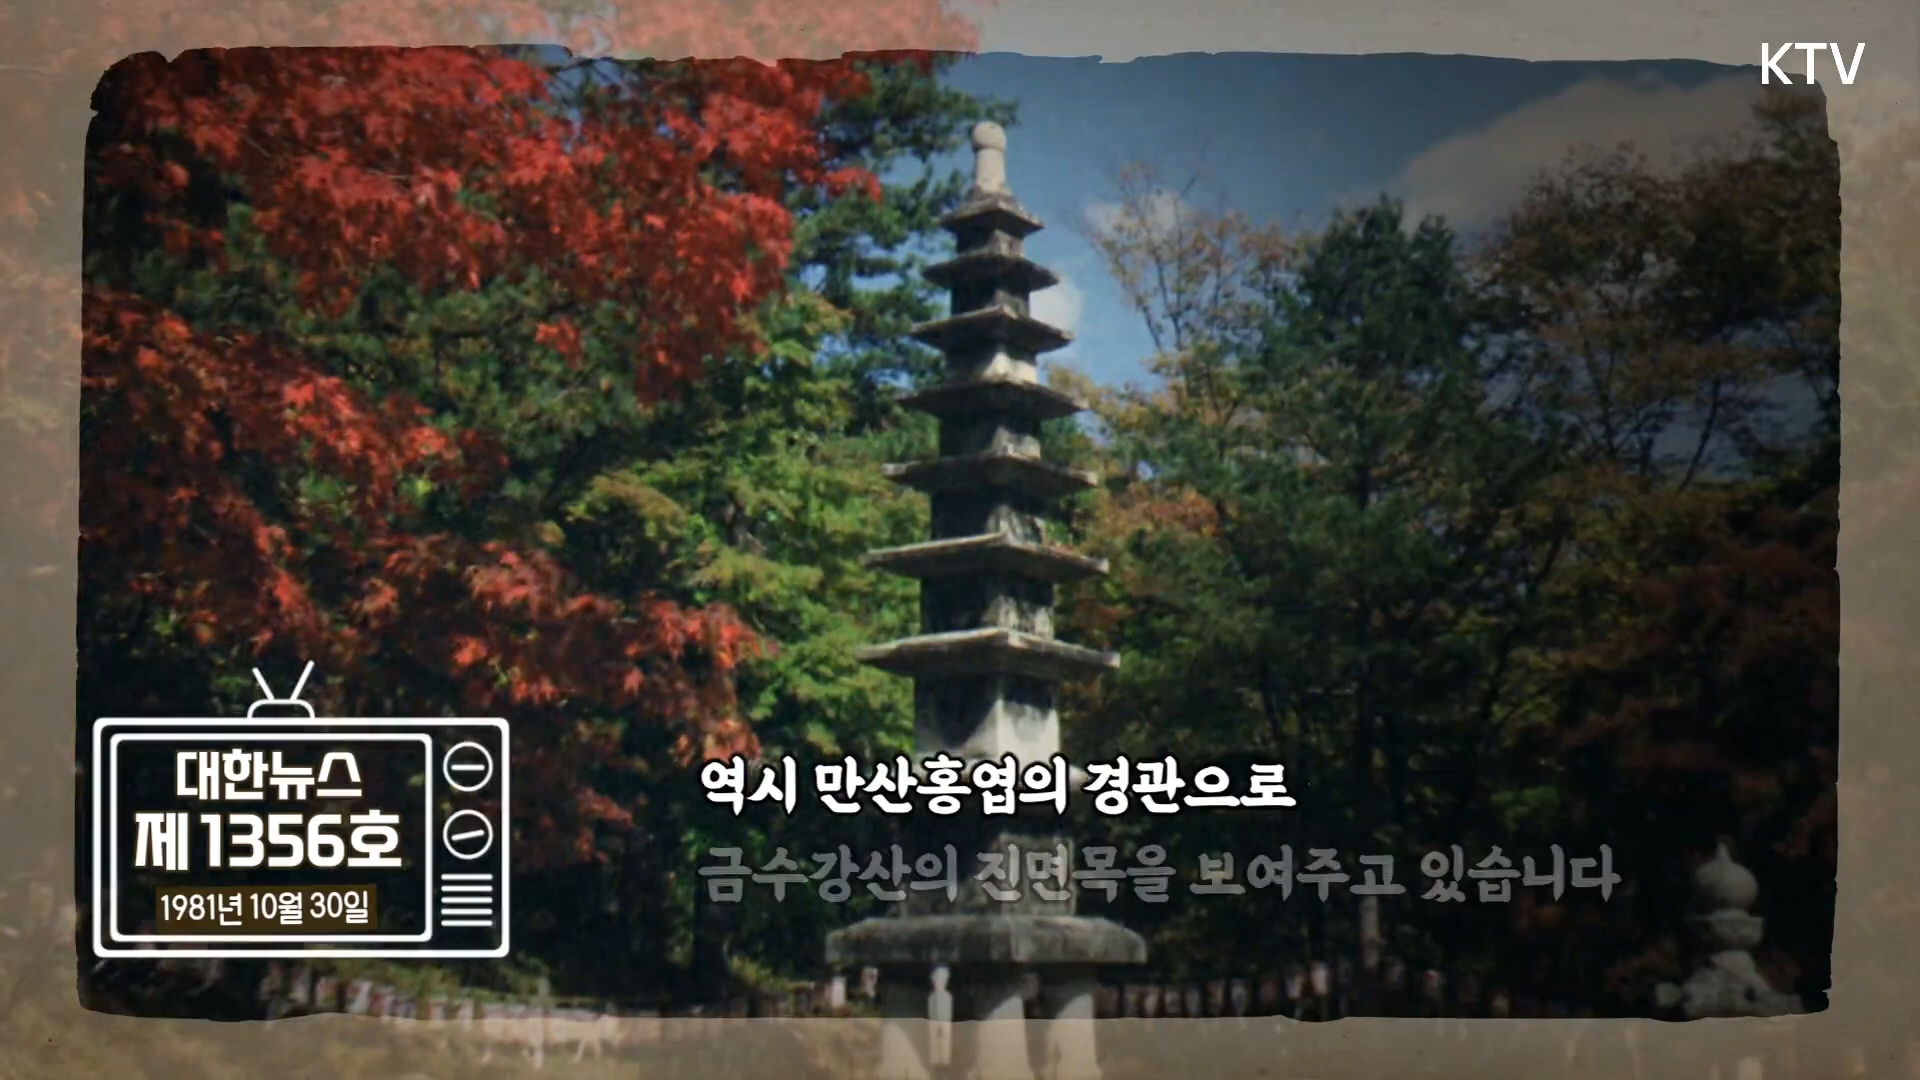 KTV
대한뉴스
제1356호
1981년 10월 30일
역시 만산홍엽의 경관으로
금수강산의 진면목을 보여주고 있습니다